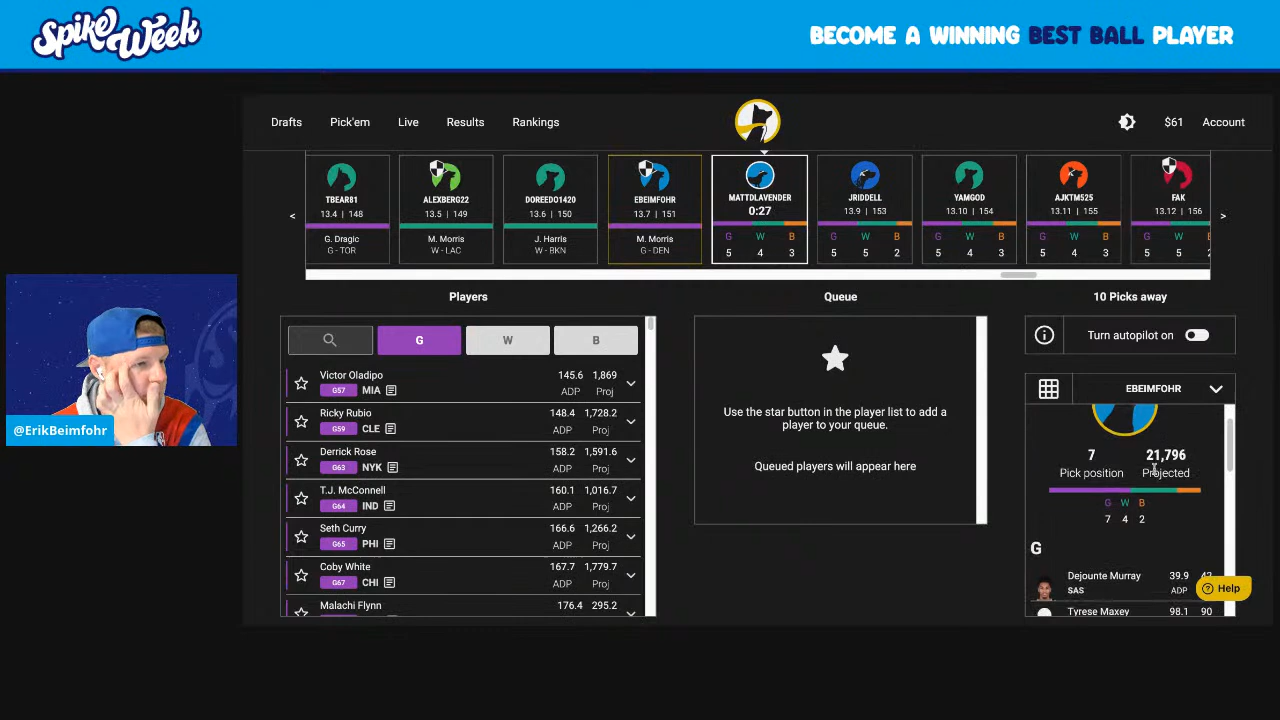 Spike Week
BECOME A WINNING BEST BALL PLAYER
Drafts Pick'em Live Results Rankings
$61 Account
<
TBEAR81
13.4 | 148
G. Dragic
G - TOR
ALEXBERG22
13.5 | 149
M. Morris
W - LAC
DOREEDO1420
13.6 | 150
J. Harris
W - BKN
EBEIMFOHR
13.7 | 151
M. Morris
G - DEN
MATTDLAVENDER
0:27
G W B
5 4 3
JRIDDELL
13.9 | 153
G W B
5 5 2
YAMGOD
13.10 | 154
G W B
5 4 3
AJKTM525
13.11 | 155
G W B
5 4 3
FAK
13.12 | 156
G W
5 5
>
Players
G W B
Victor Oladipo 145.6 1,869
G57 MIA ADP Proj
Ricky Rubio 148.4 1,728.2
G59 CLE ADP Proj
Derrick Rose 158.2 1,591.6
G63 NYK ADP Proj
T.J. McConnell 160.1 1,016.7
G64 IND ADP Proj
Seth Curry 166.6 1,266.2
G65 PHI ADP Proj
Coby White 167.7 1,779.7
G67 CHI ADP Proj
Malachi Flynn 176.4 295.2
Queue
Use the star button in the player list to add a
player to your queue.
Queued players will appear here
10 Picks away
Turn autopilot on
EBEIMFOHR
7 21,796
Pick position Projected
G W B
7 4 2
G
Dejounte Murray 39.9 42
SAS ADP
Tyrese Maxey 98.1 90
Help
@ErikBeimfohr